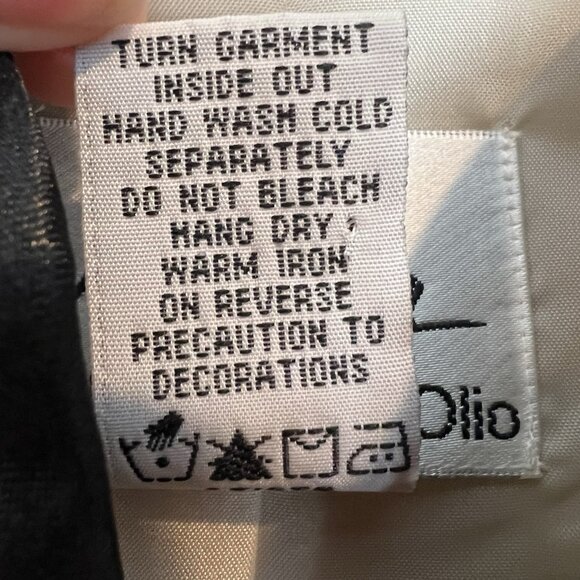 TURN GARMENT
INSIDE OUT
HAND WASH COLD
SEPARATELY
DO NOT BLEACH
HANG DRY
WARM IRON
ON REVERSE
PRECAUTION TO
DECORATIONS
Olio